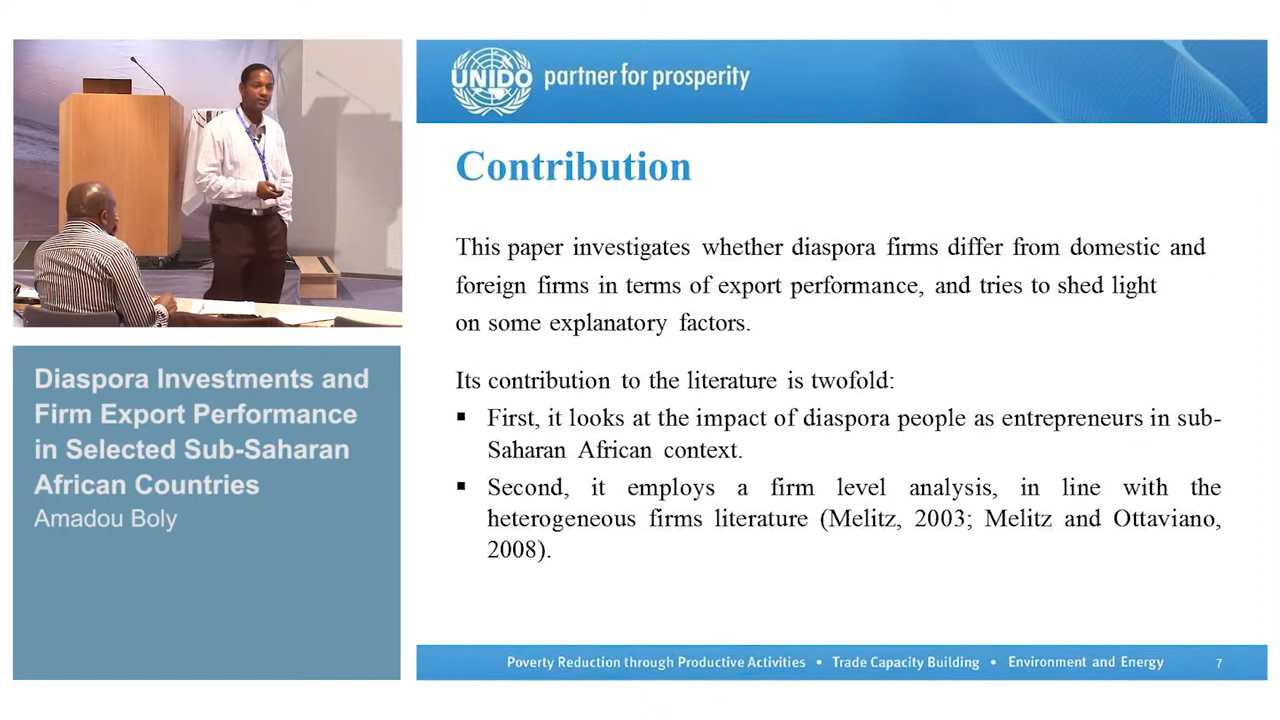 UNIDO partner for prosperity
Contribution
This paper investigates whether diaspora firms differ from domestic and
foreign firms in terms of export performance, and tries to shed light
on some explanatory factors.
Its contribution to the literature is twofold:
▪ First, it looks at the impact of diaspora people as entrepreneurs in sub-
Saharan African context.
▪ Second, it employs a firm level analysis, in line with the
heterogeneous firms literature (Melitz, 2003; Melitz and Ottaviano,
2008).
Poverty Reduction through Productive Activities • Trade Capacity Building • Environment and Energy 7
Diaspora Investments and
Firm Export Performance
in Selected Sub-Saharan
African Countries
Amadou Boly